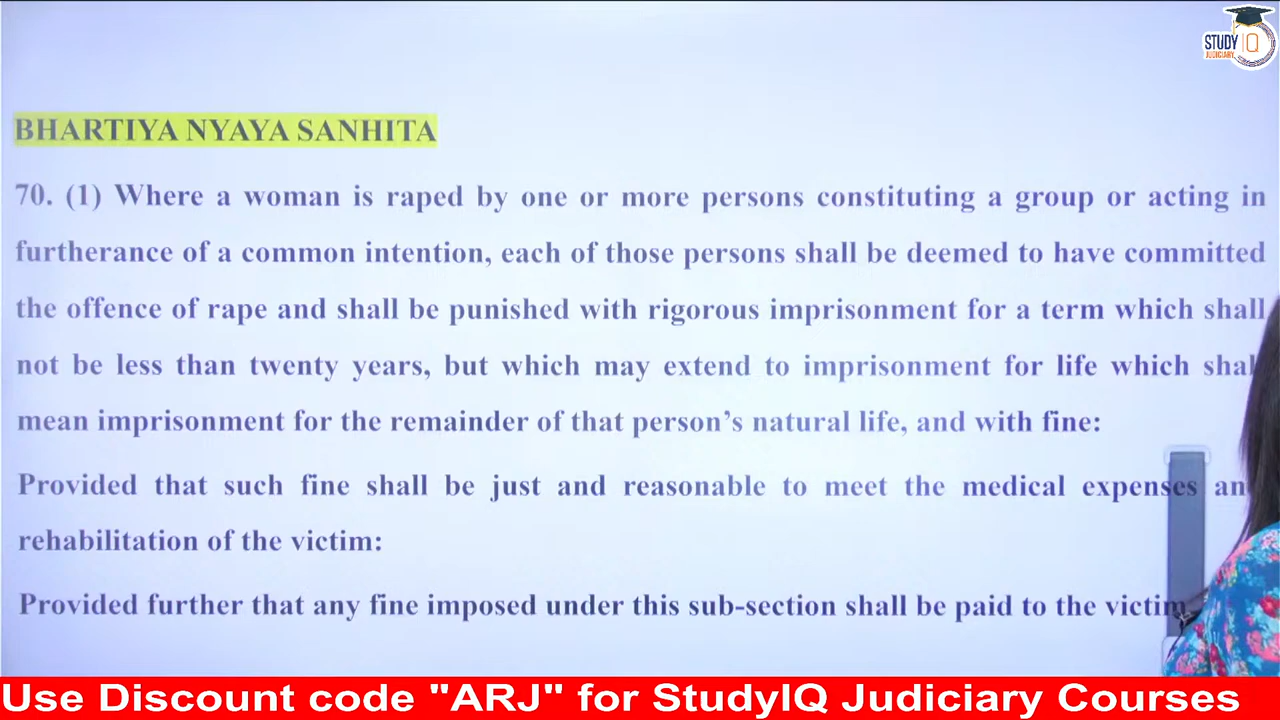 STUDY IQ
JUDICIARY
BHARTIYA NYAYA SANHITA
70. (1) Where a woman is raped by one or more persons constituting a group or acting in
furtherance of a common intention, each of those persons shall be deemed to have committed
the offence of rape and shall be punished with rigorous imprisonment for a term which shall
not be less than twenty years, but which may extend to imprisonment for life which shal
mean imprisonment for the remainder of that person’s natural life, and with fine:
Provided that such fine shall be just and reasonable to meet the medical expenses an
rehabilitation of the victim:
Provided further that any fine imposed under this sub-section shall be paid to the victim.
Use Discount code "ARJ" for StudyIQ Judiciary Courses